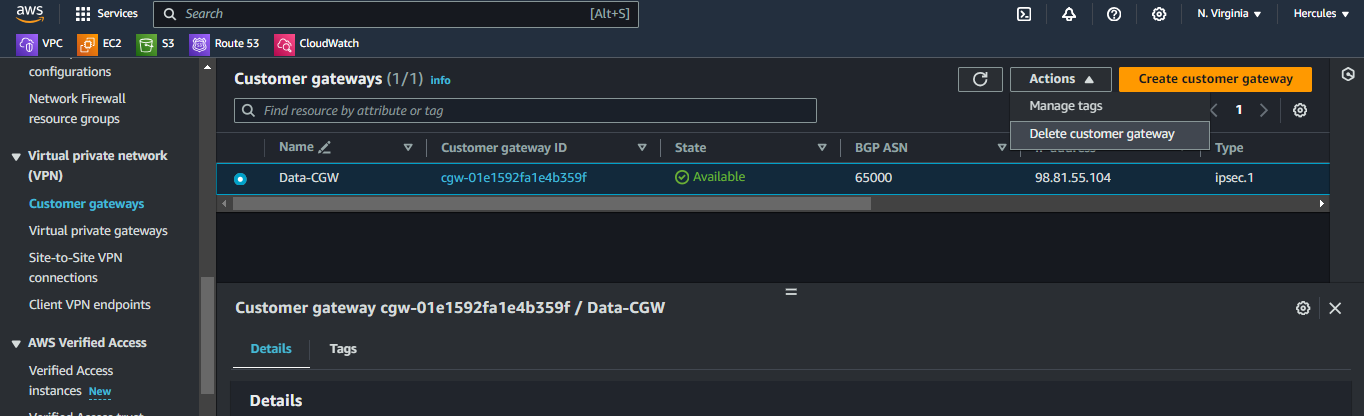 aws
Services
Search
[Alt+S]
N. Virginia
Hercules
VPC
EC2
S3
Route 53
CloudWatch
configurations
Network Firewall
resource groups
Virtual private network
(VPN)
Customer gateways
Virtual private gateways
Site-to-Site VPN
connections
Client VPN endpoints
AWS Verified Access
Verified Access
instances New
Verified Access trust
Customer gateways (1/1) info
Actions
Create customer gateway
Manage tags
Delete customer gateway
Find resource by attribute or tag
1
Name
Customer gateway ID
State
BGP ASN
IP address
Type
Data-CGW
cgw-01e1592fa1e4b359f
Available
65000
98.81.55.104
ipsec.1
Customer gateway cgw-01e1592fa1e4b359f / Data-CGW
Details
Tags
Details